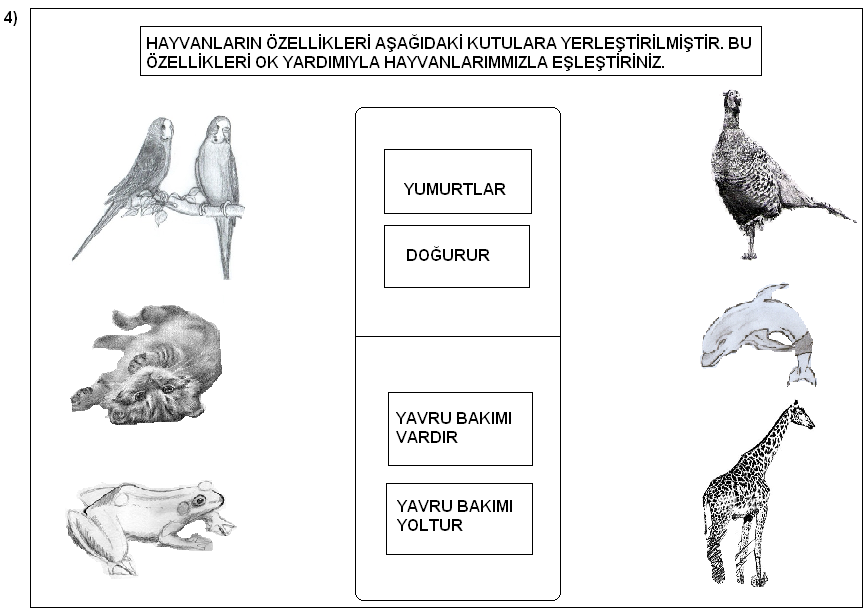 4)
HAYVANLARIN ÖZELLİKLERİ AŞAĞIDAKİ KUTULARA YERLEŞTİRİLMİŞTİR. BU
ÖZELLİKLERİ OK YARDIMIYLA HAYVANLARIMMIZLA EŞLEŞTİRİNİZ.
YUMURTLAR
DOĞURUR
YAVRU BAKIMI
VARDIR
YAVRU BAKIMI
YOLTUR